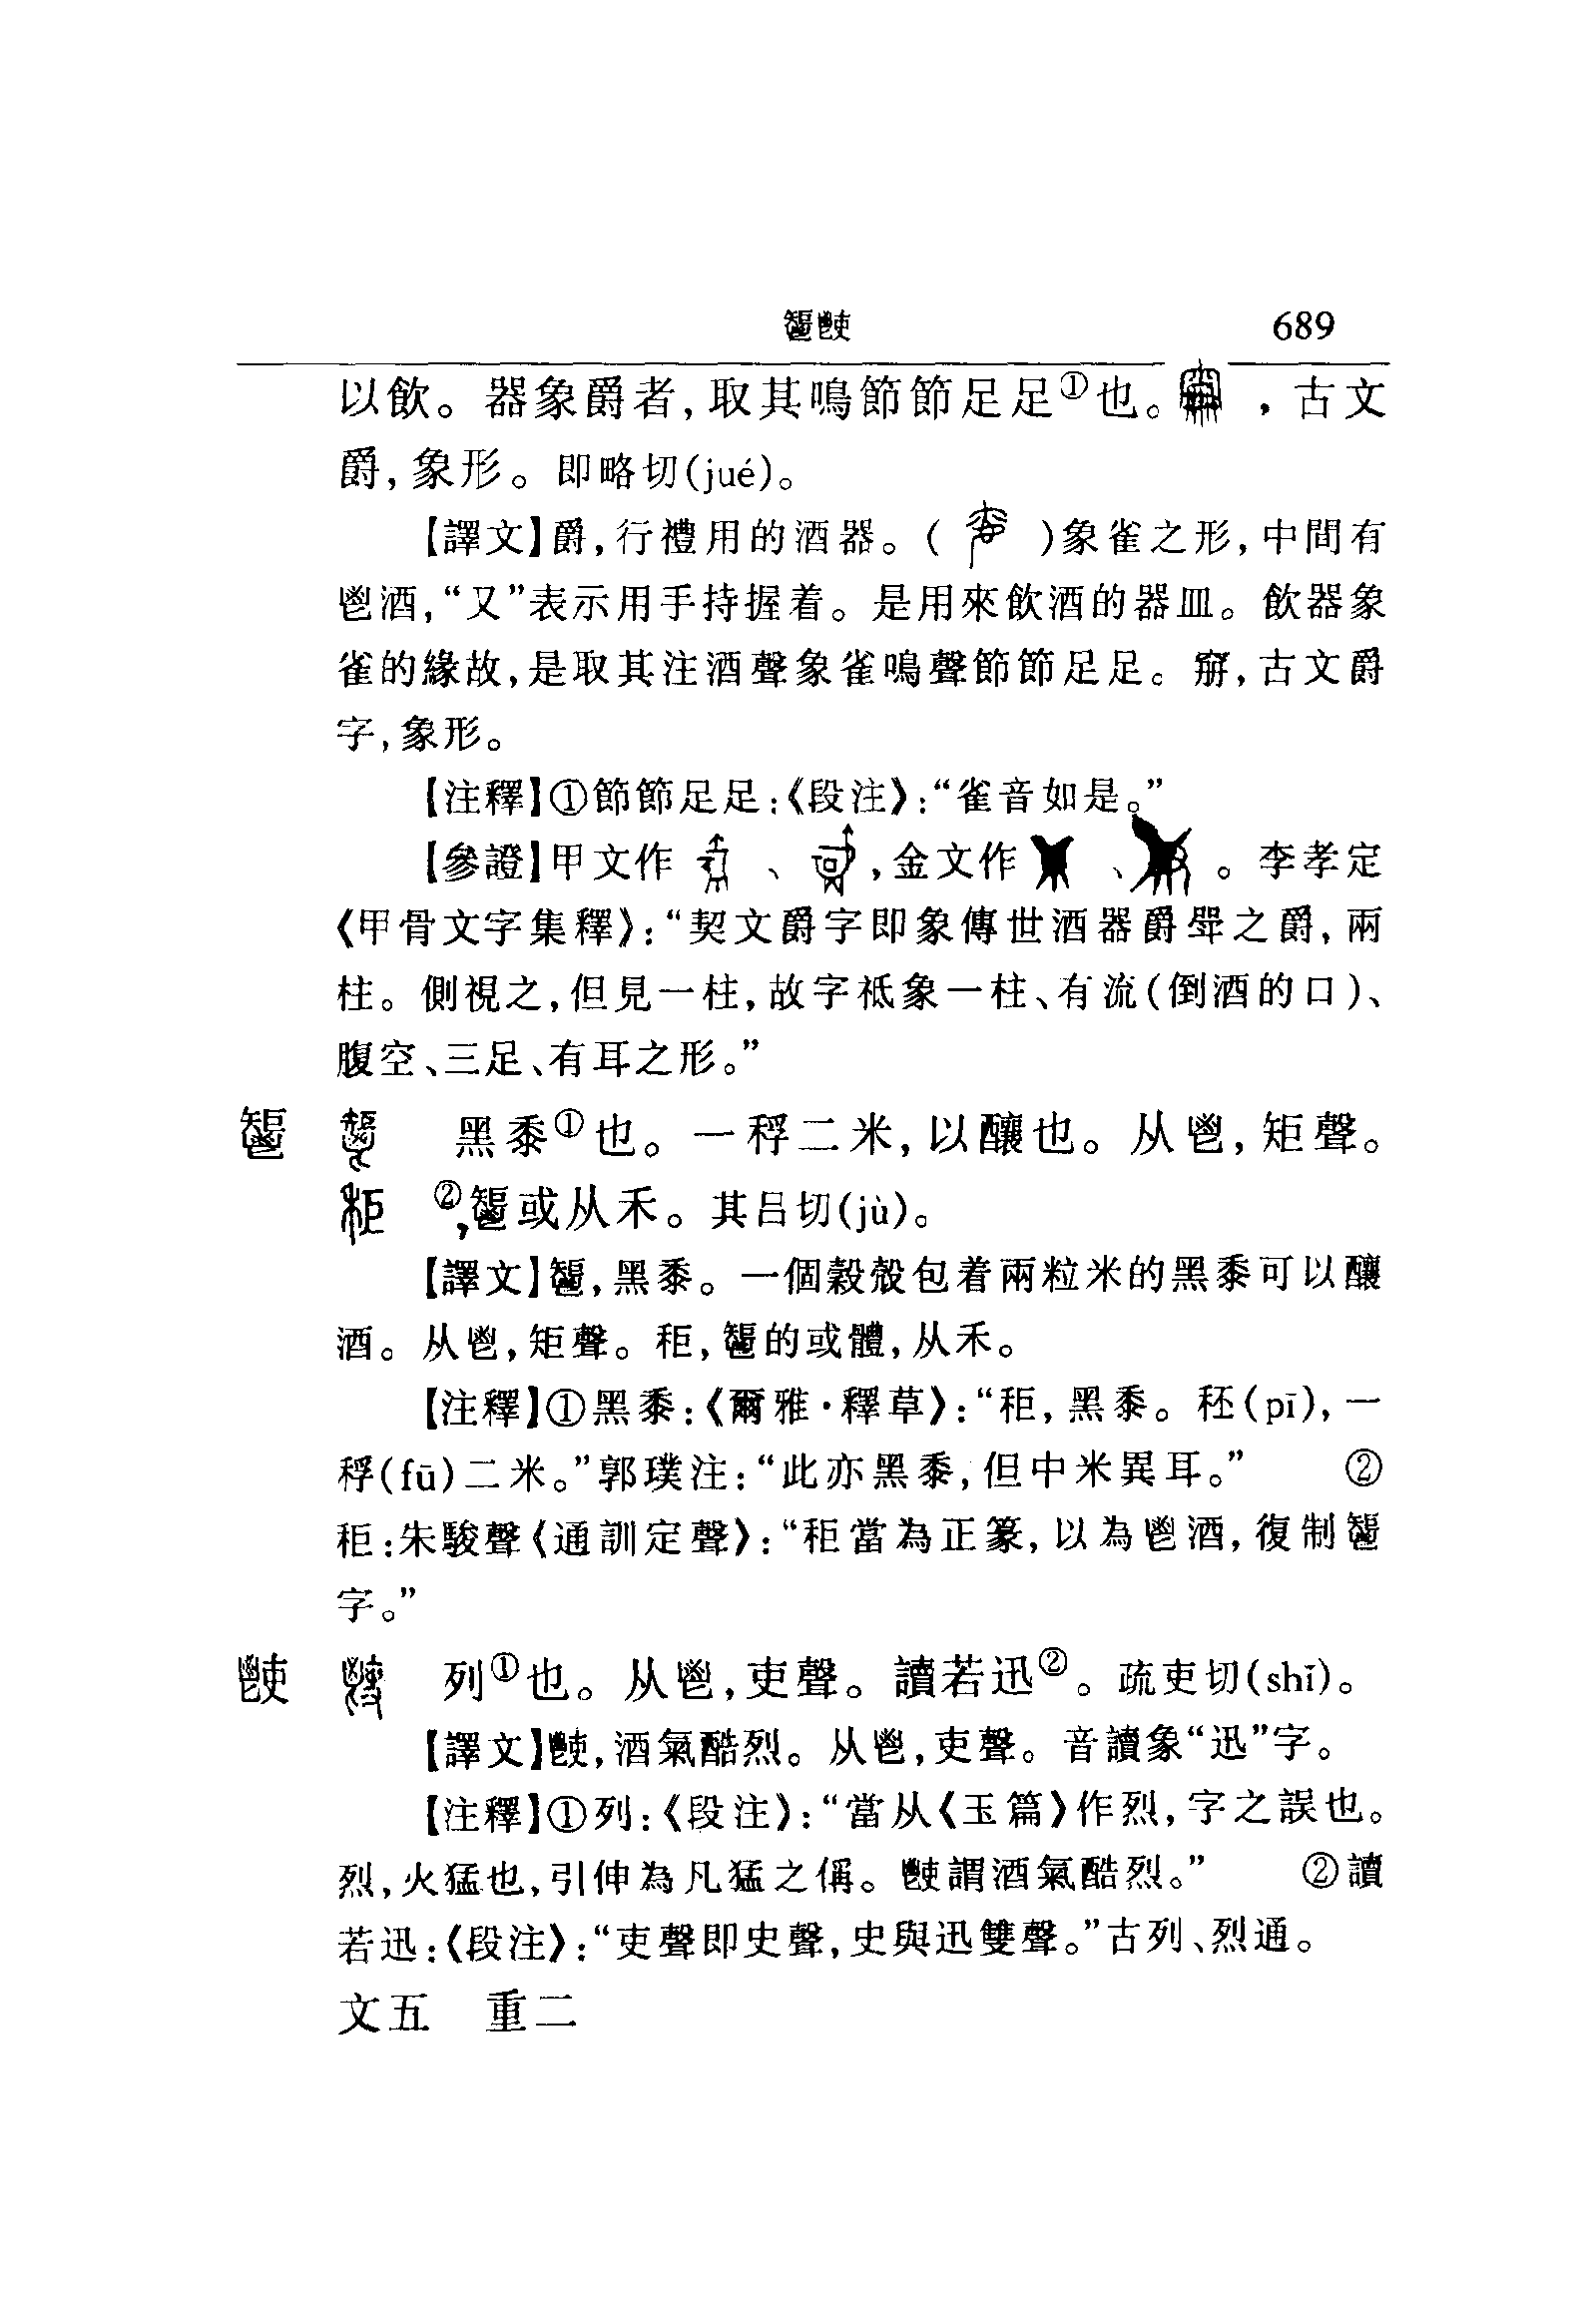 𩰤𩰢 689
以飲。器象爵者，取其鳴節節足足①也。，古文
爵，象形。即略切(jué)。
【譯文】爵，行禮用的酒器。( )象雀之形，中間有
鬯酒，“又”表示用手持握着。是用來飲酒的器皿。飲器象
雀的緣故，是取其注酒聲象雀鳴聲節節足足。，古文爵
字，象形。
【注釋】①節節足足：《段注》：“雀音如是。”
【參證】甲文作 、 ，金文作 、 。李孝定
《甲骨文字集釋》：“契文爵字即象傳世酒器爵斝之爵，兩
柱。側視之，但見一柱，故字祇象一柱、有流(倒酒的口)、
腹空、三足、有耳之形。”
𩰤 黑黍①也。一稃二米，以釀也。从鬯，矩聲。
②，𩰤或从禾。其呂切(jù)。
【譯文】𩰤，黑黍。一個穀殼包着兩粒米的黑黍可以釀
酒。从鬯，矩聲。秬，𩰤的或體，从禾。
【注釋】①黑黍：《爾雅·釋草》：“秬，黑黍。秠(pī)，一
稃(fū)二米。”郭璞注：“此亦黑黍，但中米異耳。” ②
秬：朱駿聲《通訓定聲》：“秬當為正篆，以為鬯酒，復制𩰤
字。”
𩰢 列①也。从鬯，吏聲。讀若迅②。疏吏切(shǐ)。
【譯文】𩰢，酒氣酷烈。从鬯，吏聲。音讀象“迅”字。
【注釋】①列：《段注》：“當从《玉篇》作烈，字之誤也。
烈，火猛也，引伸為凡猛之偁。𩰢謂酒氣酷烈。” ②讀
若迅：《段注》：“吏聲即史聲，史與迅雙聲。”古列、烈通。
文五 重二